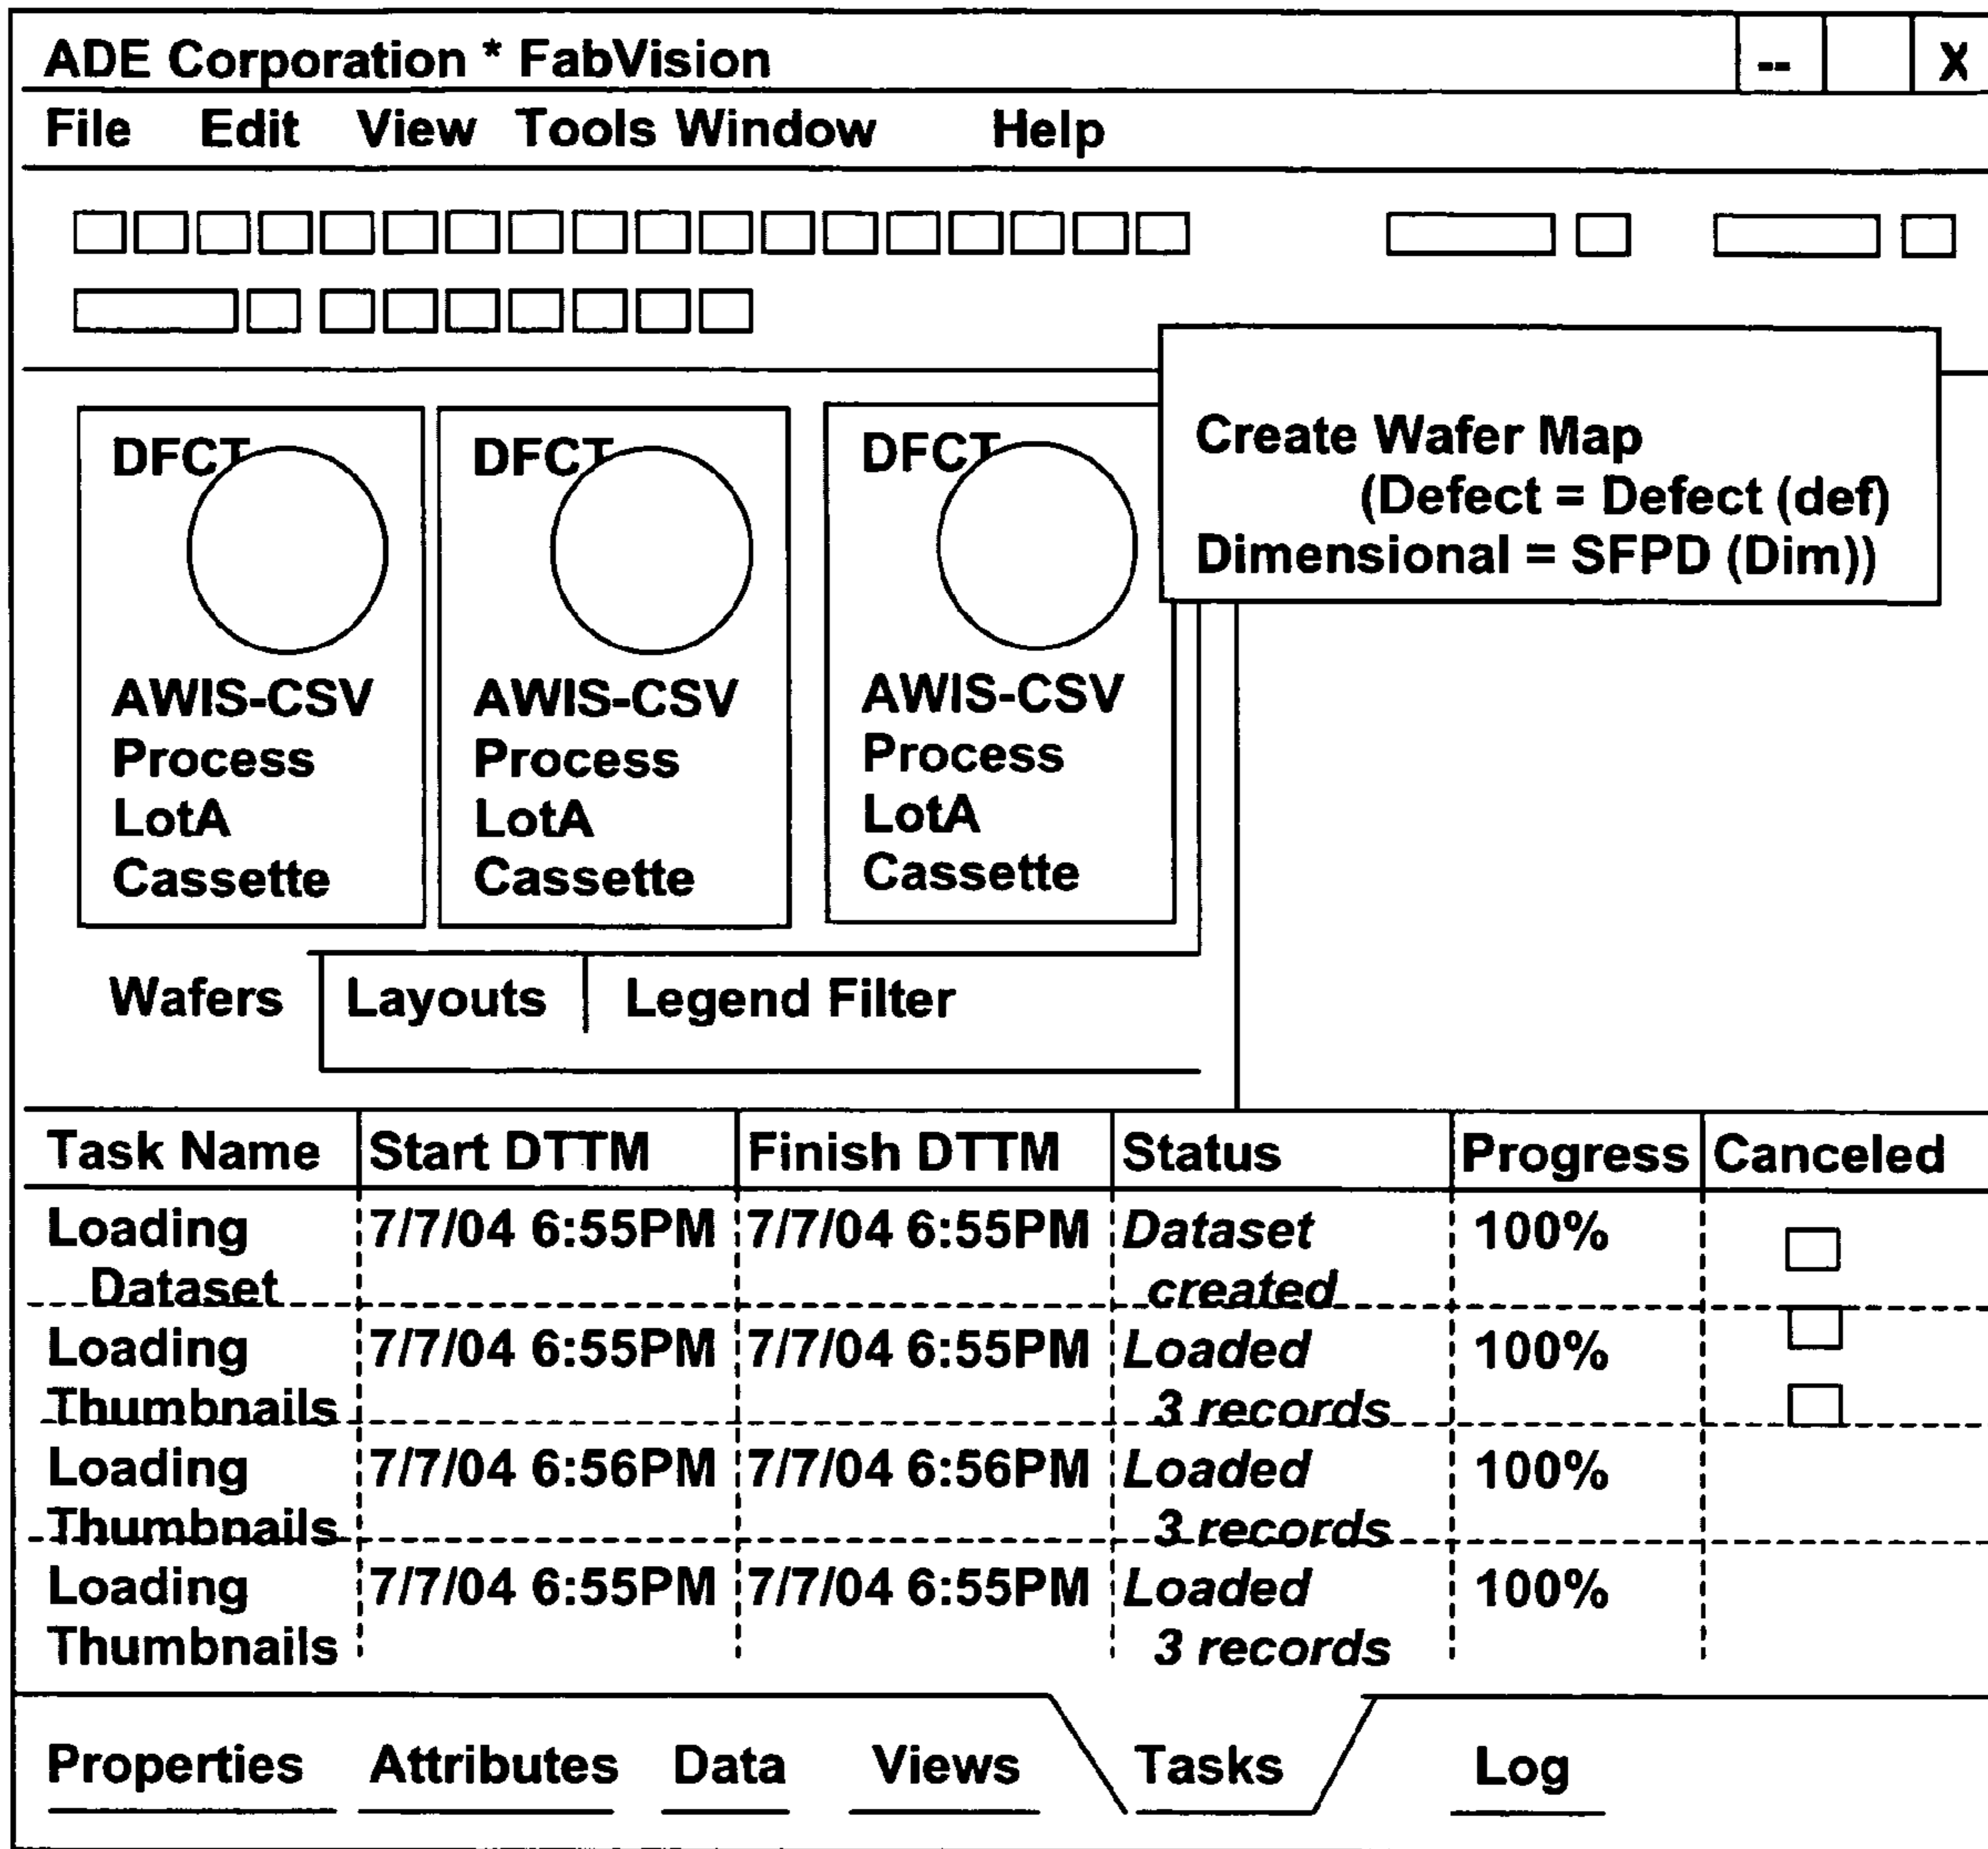 ADE Corporation * FabVision -- X
File Edit View Tools Window Help
Create Wafer Map
(Defect = Defect (def)
Dimensional = SFPD (Dim))
DFCT DFCT DFCT
AWIS-CSV AWIS-CSV AWIS-CSV
Process Process Process
LotA LotA LotA
Cassette Cassette Cassette
Wafers Layouts Legend Filter
Task Name Start DTTM Finish DTTM Status Progress Canceled
Loading 7/7/04 6:55PM 7/7/04 6:55PM Dataset 100%
Dataset created
Loading 7/7/04 6:55PM 7/7/04 6:55PM Loaded 100%
Thumbnails 3 records
Loading 7/7/04 6:56PM 7/7/04 6:56PM Loaded 100%
Thumbnails 3 records
Loading 7/7/04 6:55PM 7/7/04 6:55PM Loaded 100%
Thumbnails 3 records
Properties Attributes Data Views Tasks Log